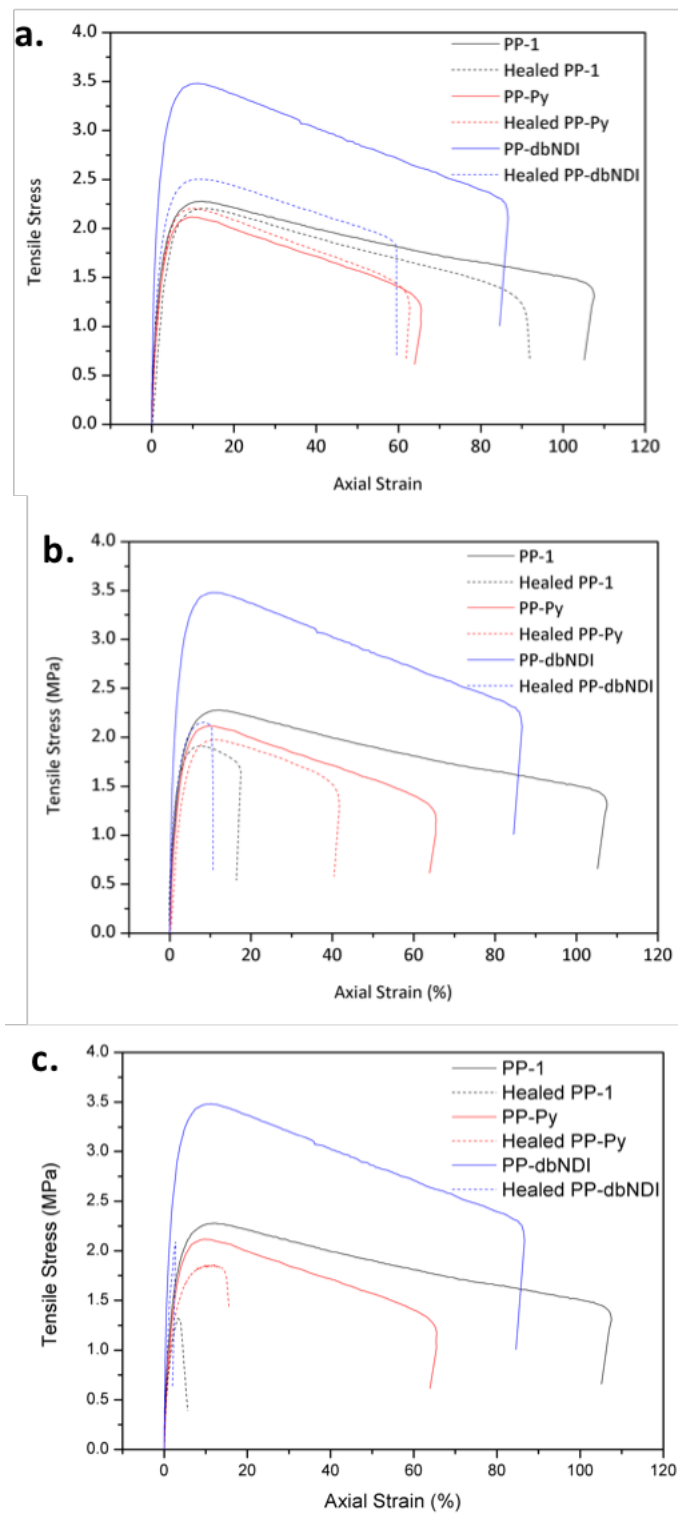 a.
PP-1
Healed PP-1
PP-Py
Healed PP-Py
PP-dbNDI
Healed PP-dbNDI
4.0
3.5
3.0
2.5
2.0
1.5
1.0
0.5
0.0
Tensile Stress
0 20 40 60 80 100 120
Axial Strain
b.
PP-1
Healed PP-1
PP-Py
Healed PP-Py
PP-dbNDI
Healed PP-dbNDI
4.0
3.5
3.0
2.5
2.0
1.5
1.0
0.5
0.0
Tensile Stress (MPa)
0 20 40 60 80 100 120
Axial Strain (%)
c.
PP-1
Healed PP-1
PP-Py
Healed PP-Py
PP-dbNDI
Healed PP-dbNDI
4.0
3.5
3.0
2.5
2.0
1.5
1.0
0.5
0.0
Tensile Stress (MPa)
0 20 40 60 80 100 120
Axial Strain (%)